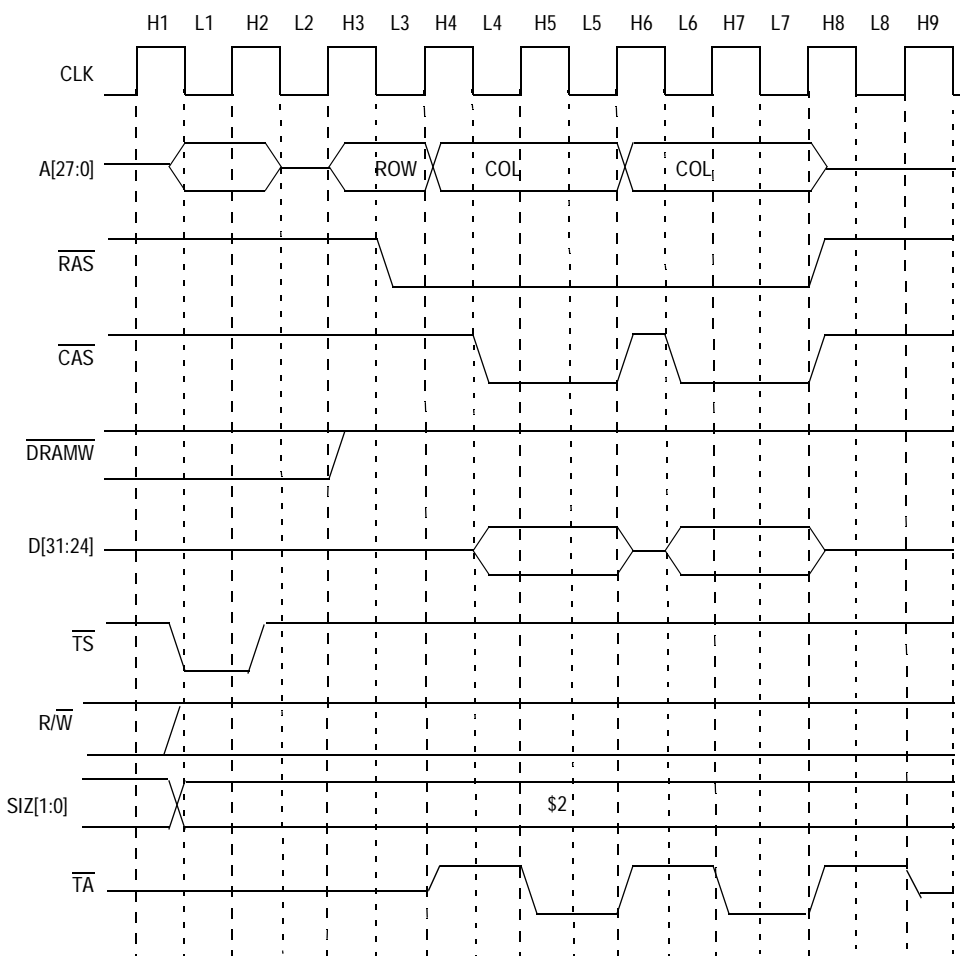 H1 L1 H2 L2 H3 L3 H4 L4 H5 L5 H6 L6 H7 L7 H8 L8 H9
CLK
A[27:0] ROW COL COL
RAS
CAS
DRAMW
D[31:24]
TS
R/W
SIZ[1:0] $2
TA